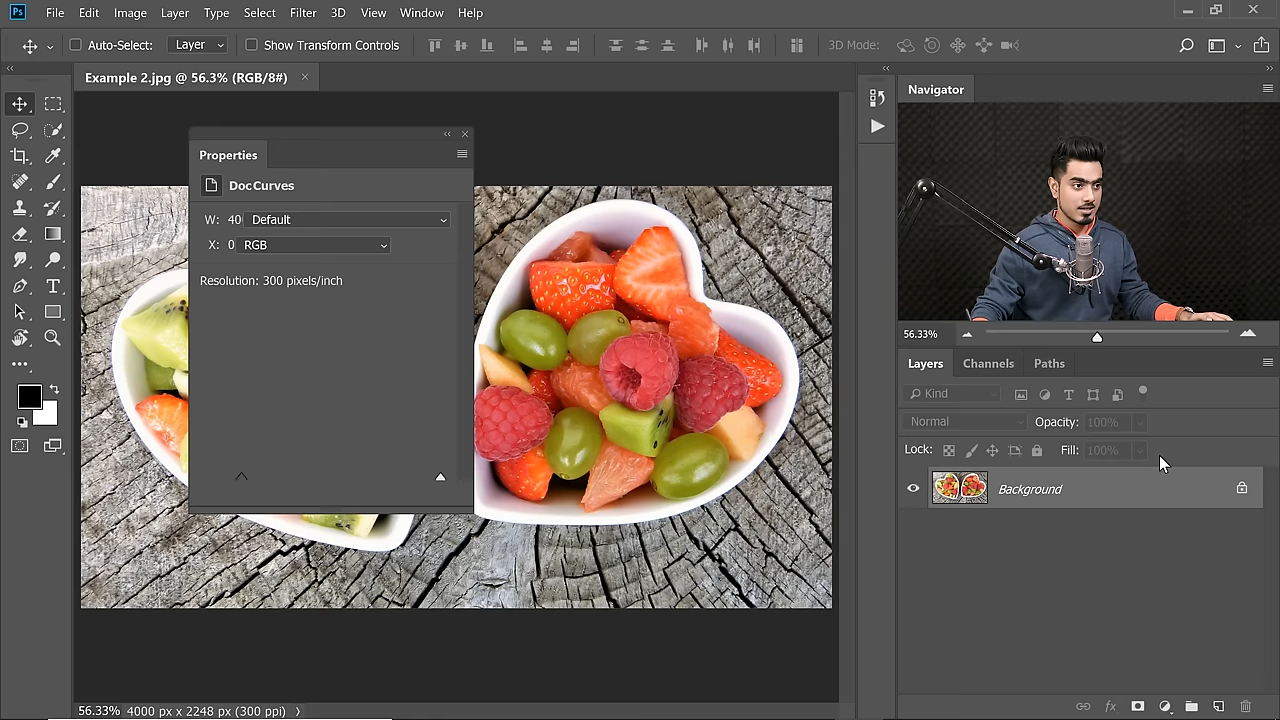 Ps File Edit Image Layer Type Select Filter 3D View Window Help
Auto-Select: Layer Show Transform Controls 3D Mode:
Example 2.jpg @ 56.3% (RGB/8#)
Navigator
Properties
DocCurves
W: 40 Default
X: 0 RGB
Resolution: 300 pixels/inch
56.33%
Layers Channels Paths
Kind
Normal Opacity: 100%
Lock: Fill: 100%
Background
fx
56.33% 4000 px x 2248 px (300 ppi)